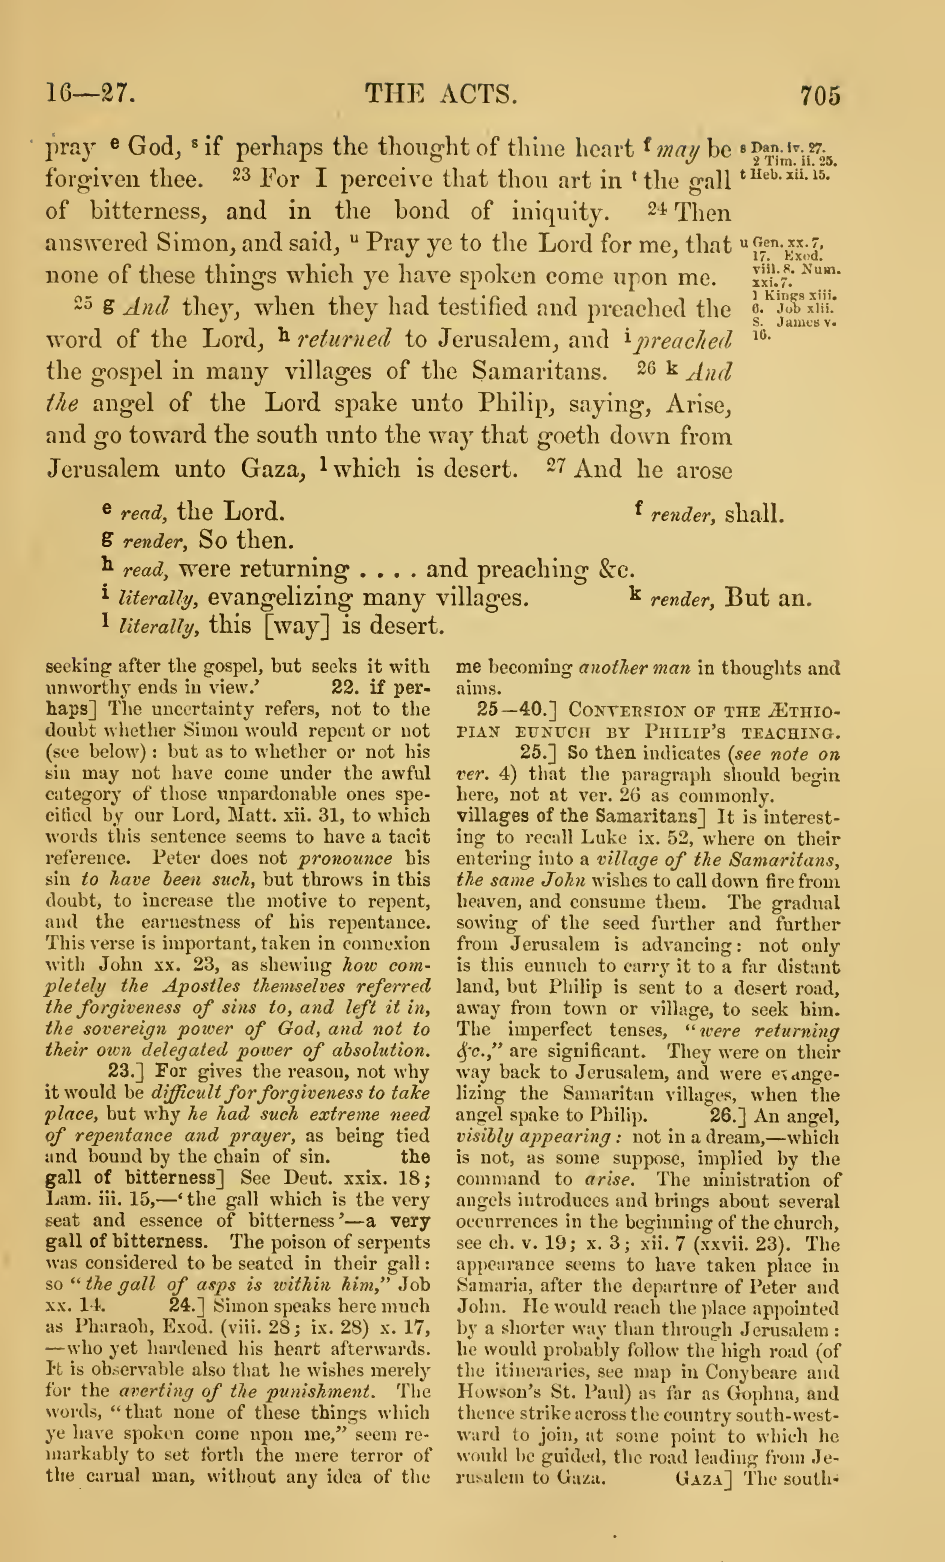 16—27. THE ACTS. 705
pray e God, s if perhaps the thought of thine heart f may be
forgiven thee. 23 For I perceive that thou art in t the gall
of bitterness, and in the bond of iniquity. 24 Then
answered Simon, and said, u Pray ye to the Lord for me, that
none of these things which ye have spoken come upon me.
25 g And they, when they had testified and preached the
word of the Lord, h returned to Jerusalem, and i preached
the gospel in many villages of the Samaritans. 26 k And
the angel of the Lord spake unto Philip, saying, Arise,
and go toward the south unto the way that goeth down from
Jerusalem unto Gaza, l which is desert. 27 And he arose
s Dan. iv. 27.
2 Tim. ii. 25.
t Heb. xii. 15.
u Gen. xx. 7,
17. Exod.
viii. 8. Num.
xxi. 7.
1 Kings xiii.
6. Job xlii.
8. James v.
16.
e read, the Lord. f render, shall.
g render, So then.
h read, were returning . . . . and preaching &c.
i literally, evangelizing many villages. k render, But an.
l literally, this [way] is desert.
seeking after the gospel, but seeks it with
unworthy ends in view.’ 22. if per-
haps] The uncertainty refers, not to the
doubt whether Simon would repent or not
(see below) : but as to whether or not his
sin may not have come under the awful
category of those unpardonable ones spe-
cified by our Lord, Matt. xii. 31, to which
words this sentence seems to have a tacit
reference. Peter does not pronounce his
sin to have been such, but throws in this
doubt, to increase the motive to repent,
and the earnestness of his repentance.
This verse is important, taken in connexion
with John xx. 23, as shewing how com-
pletely the Apostles themselves referred
the forgiveness of sins to, and left it in,
the sovereign power of God, and not to
their own delegated power of absolution.
23.] For gives the reason, not why
it would be difficult for forgiveness to take
place, but why he had such extreme need
of repentance and prayer, as being tied
and bound by the chain of sin. the
gall of bitterness] See Deut. xxix. 18;
Lam. iii. 15,—‘the gall which is the very
seat and essence of bitterness’—a very
gall of bitterness. The poison of serpents
was considered to be seated in their gall :
so “the gall of asps is within him,” Job
xx. 14. 24.] Simon speaks here much
as Pharaoh, Exod. (viii. 28; ix. 28) x. 17,
—who yet hardened his heart afterwards.
It is observable also that he wishes merely
for the averting of the punishment. The
words, “that none of these things which
ye have spoken come upon me,” seem re-
markably to set forth the mere terror of
the carnal man, without any idea of the
me becoming another man in thoughts and
aims.
25—40.] CONVERSION OF THE ÆTHIO-
PIAN EUNUCH BY PHILIP'S TEACHING.
25.] So then indicates (see note on
ver. 4) that the paragraph should begin
here, not at ver. 26 as commonly.
villages of the Samaritans] It is interest-
ing to recall Luke ix. 52, where on their
entering into a village of the Samaritans,
the same John wishes to call down fire from
heaven, and consume them. The gradual
sowing of the seed further and further
from Jerusalem is advancing: not only
is this eunuch to carry it to a far distant
land, but Philip is sent to a desert road,
away from town or village, to seek him.
The imperfect tenses, “were returning
&c.,” are significant. They were on their
way back to Jerusalem, and were evange-
lizing the Samaritan villages, when the
angel spake to Philip. 26.] An angel,
visibly appearing : not in a dream,—which
is not, as some suppose, implied by the
command to arise. The ministration of
angels introduces and brings about several
occurrences in the beginning of the church,
see ch. v. 19; x. 3; xii. 7 (xxvii. 23). The
appearance seems to have taken place in
Samaria, after the departure of Peter and
John. He would reach the place appointed
by a shorter way than through Jerusalem :
he would probably follow the high road (of
the itineraries, see map in Conybeare and
Howson's St. Paul) as far as Gophna, and
thence strike across the country south-west-
ward to join, at some point to which he
would be guided, the road leading from Je-
rusalem to Gaza. GAZA] The south-